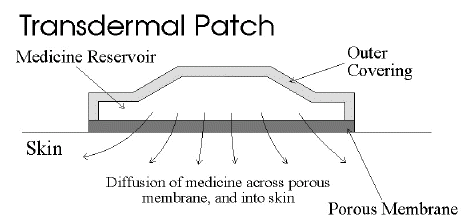 Transdermal Patch
Medicine Reservoir
Outer
Covering
Skin
Diffusion of medicine across porous
membrane, and into skin
Porous Membrane